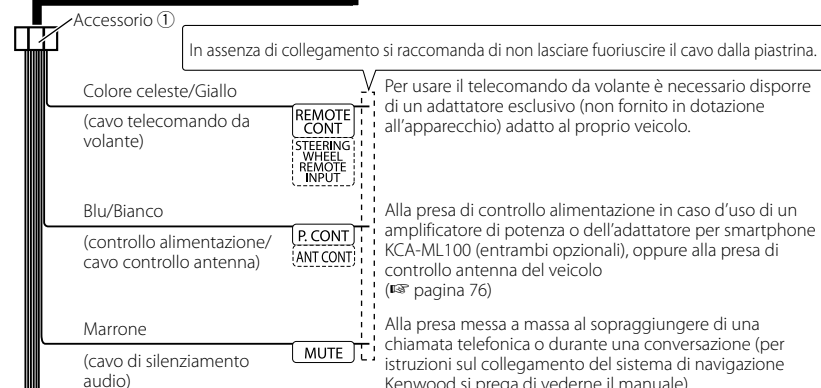 Accessorio ①
In assenza di collegamento si raccomanda di non lasciare fuoriuscire il cavo dalla piastrina.
Colore celeste/Giallo
(cavo telecomando da
volante)
REMOTE
CONT
STEERING
WHEEL
REMOTE
INPUT
Per usare il telecomando da volante è necessario disporre
di un adattatore esclusivo (non fornito in dotazione
all'apparecchio) adatto al proprio veicolo.
Blu/Bianco
(controllo alimentazione/
cavo controllo antenna)
P. CONT
ANT CONT
Alla presa di controllo alimentazione in caso d'uso di un
amplificatore di potenza o dell'adattatore per smartphone
KCA-ML100 (entrambi opzionali), oppure alla presa di
controllo antenna del veicolo
(☞ pagina 76)
Marrone
(cavo di silenziamento
audio)
MUTE
Alla presa messa a massa al sopraggiungere di una
chiamata telefonica o durante una conversazione (per
istruzioni sul collegamento del sistema di navigazione
Kenwood si prega di vederne il manuale)